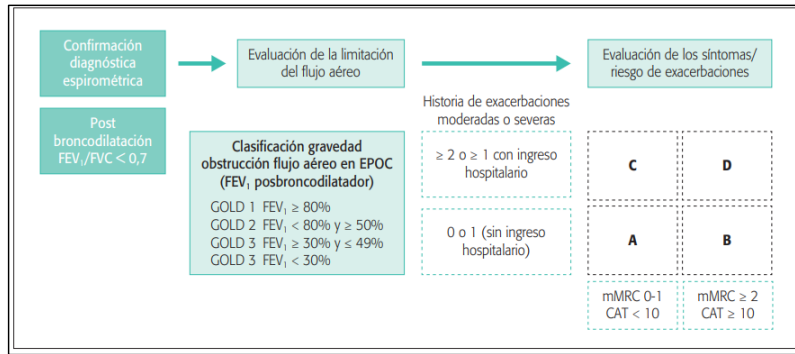 Confirmación
diagnóstica
espirométrica
Evaluación de la limitación
del flujo aéreo
Evaluación de los síntomas/
riesgo de exacerbaciones
Post
broncodilatación
FEV₁/FVC < 0,7
Clasificación gravedad
obstrucción flujo aéreo en EPOC
(FEV₁ posbroncodilatador)
GOLD 1 FEV₁ ≥ 80%
GOLD 2 FEV₁ < 80% y ≥ 50%
GOLD 3 FEV₁ ≥ 30% y ≤ 49%
GOLD 3 FEV₁ < 30%
Historia de exacerbaciones
moderadas o severas
≥ 2 o ≥ 1 con ingreso
hospitalario
0 o 1 (sin ingreso
hospitalario)
C
D
A
B
mMRC 0-1
CAT < 10
mMRC ≥ 2
CAT ≥ 10